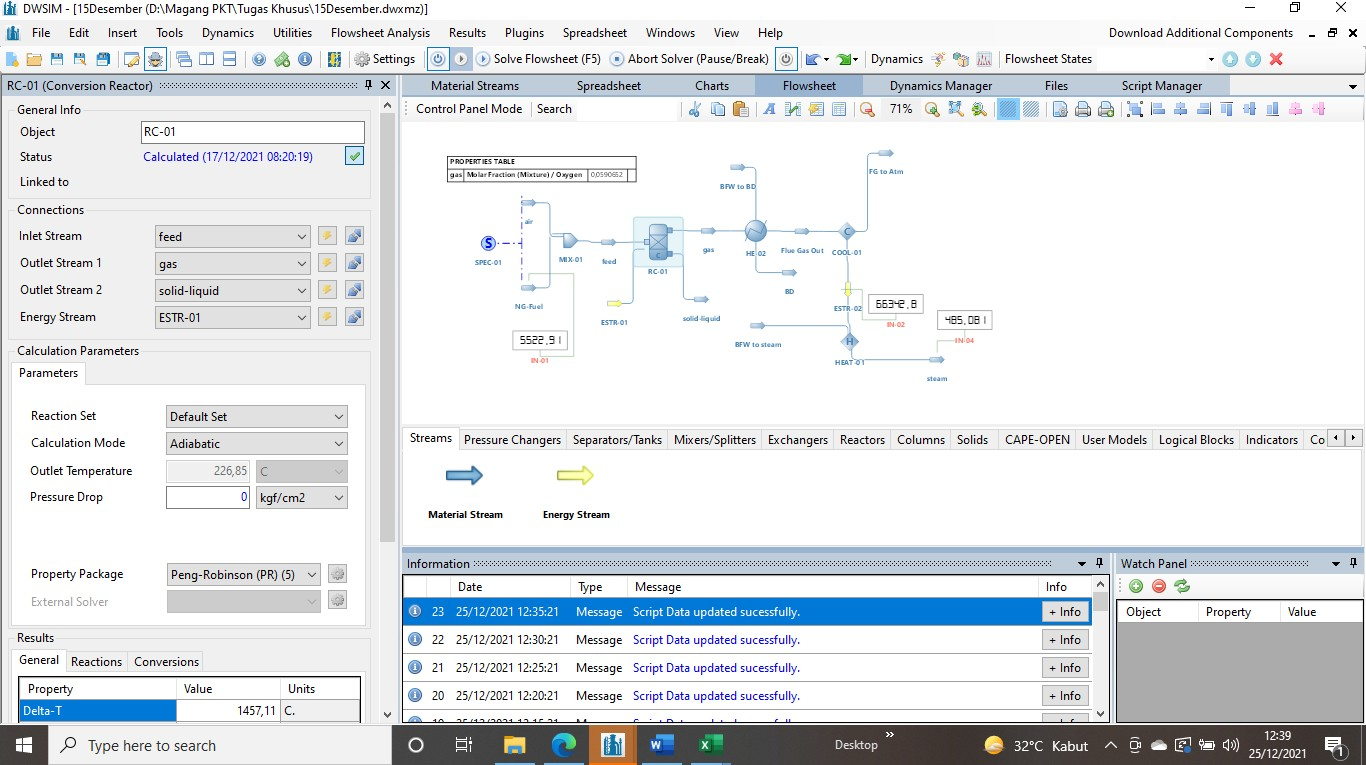 DWSIM - [15Desember (D:\Magang PKT\Tugas Khusus\15Desember.dwxmz)]
File Edit Insert Tools Dynamics Utilities Flowsheet Analysis Results Plugins Spreadsheet Windows View Help Download Additional Components
Settings Solve Flowsheet (F5) Abort Solver (Pause/Break) Dynamics Flowsheet States
RC-01 (Conversion Reactor)
General Info
Object RC-01
Status Calculated (17/12/2021 08:20:19)
Linked to
Connections
Inlet Stream feed
Outlet Stream 1 gas
Outlet Stream 2 solid-liquid
Energy Stream ESTR-01
Calculation Parameters
Parameters
Reaction Set Default Set
Calculation Mode Adiabatic
Outlet Temperature 226,85 C
Pressure Drop 0 kgf/cm2
Property Package Peng-Robinson (PR) (5)
External Solver
Results
General Reactions Conversions
Property Value Units
Delta-T 1457,11 C.
Material Streams Spreadsheet Charts Flowsheet Dynamics Manager Files Script Manager
Control Panel Mode Search 71%
PROPERTIES TABLE
gas Molar Fraction (Mixture) / Oxygen 0,0590652
S
SPEC-01
air
NG-Fuel
5522,91
IN-01
MIX-01
feed
ESTR-01
C
RC-01
gas
solid-liquid
BFW to BD
HE-02
BD
Flue Gas Out
C
COOL-01
FG to Atm
ESTR-02
66342,8
IN-02
BFW to steam
H
HEAT-01
485,081
IN-04
steam
Streams Pressure Changers Separators/Tanks Mixers/Splitters Exchangers Reactors Columns Solids CAPE-OPEN User Models Logical Blocks Indicators Co
Material Stream Energy Stream
Information
Date Type Message Info
23 25/12/2021 12:35:21 Message Script Data updated sucessfully. + Info
22 25/12/2021 12:30:21 Message Script Data updated sucessfully. + Info
21 25/12/2021 12:25:21 Message Script Data updated sucessfully. + Info
20 25/12/2021 12:20:21 Message Script Data updated sucessfully. + Info
Watch Panel
Object Property Value
Type here to search
Desktop
32°C Kabut
12:39
25/12/2021
1